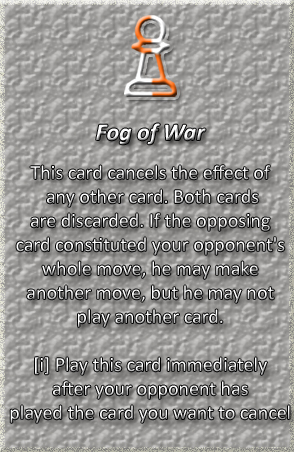 Fog of War
This card cancels the effect of
any other card. Both cards
are discarded. If the opposing
card constituted your opponent's
whole move, he may make
another move, but he may not
play another card.
[i] Play this card immediately
after your opponent has
played the card you want to cancel